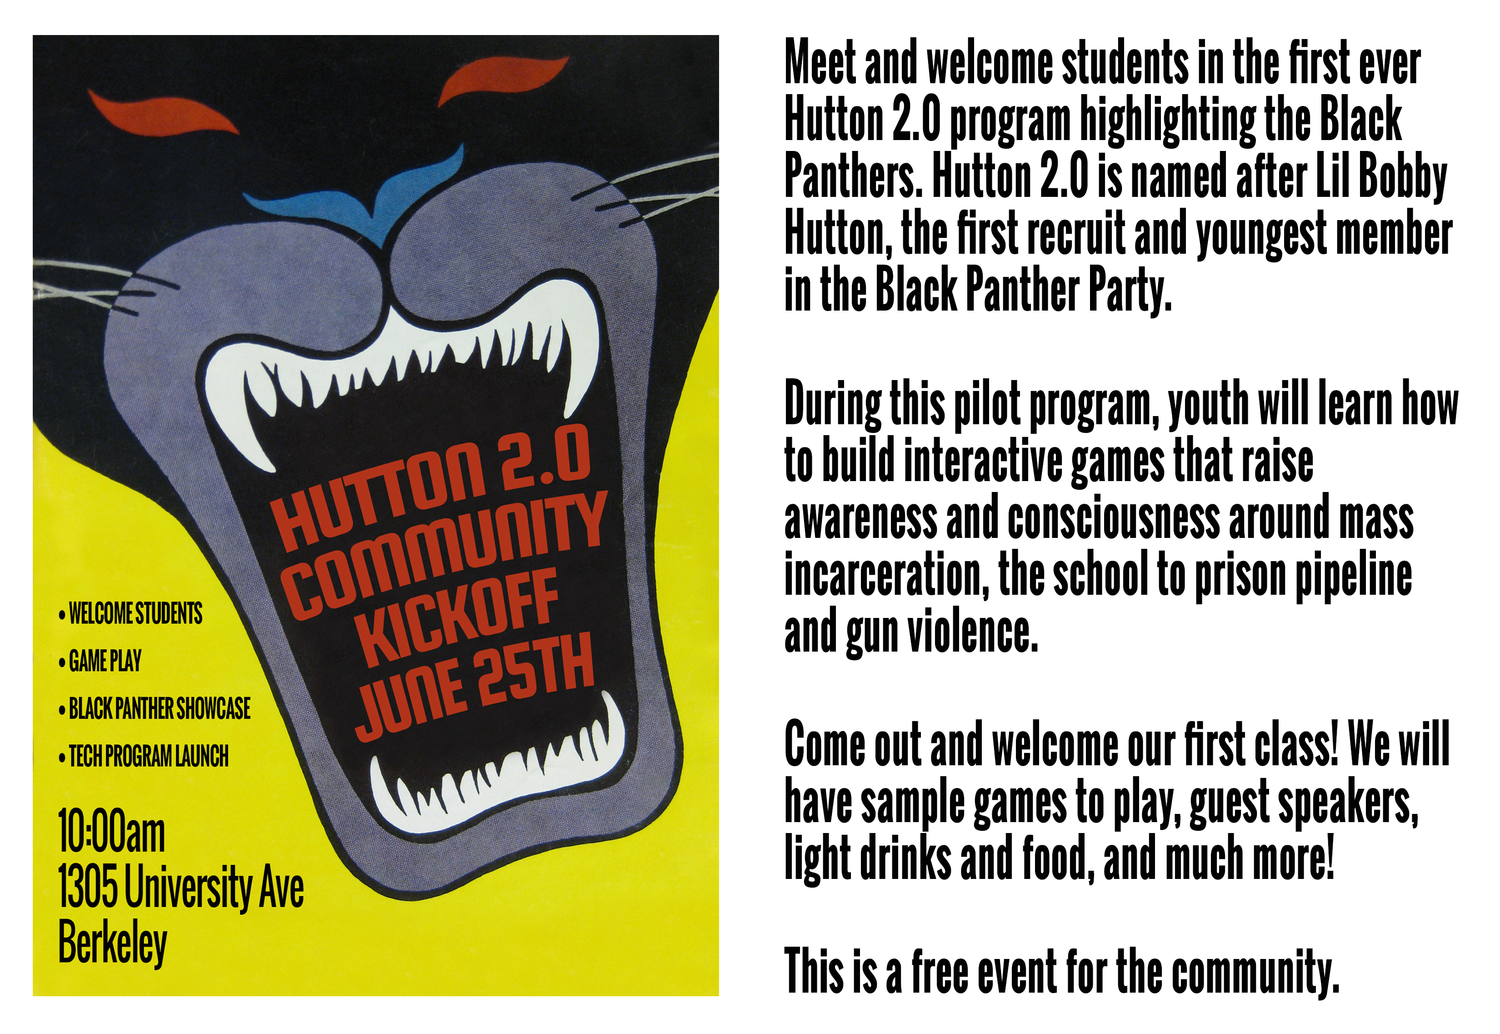 HUTTON 2.0
COMMUNITY
KICKOFF
JUNE 25TH
• WELCOME STUDENTS
• GAME PLAY
• BLACK PANTHER SHOWCASE
• TECH PROGRAM LAUNCH
10:00am
1305 University Ave
Berkeley
Meet and welcome students in the first ever
Hutton 2.0 program highlighting the Black
Panthers. Hutton 2.0 is named after Lil Bobby
Hutton, the first recruit and youngest member
in the Black Panther Party.
During this pilot program, youth will learn how
to build interactive games that raise
awareness and consciousness around mass
incarceration, the school to prison pipeline
and gun violence.
Come out and welcome our first class! We will
have sample games to play, guest speakers,
light drinks and food, and much more!
This is a free event for the community.